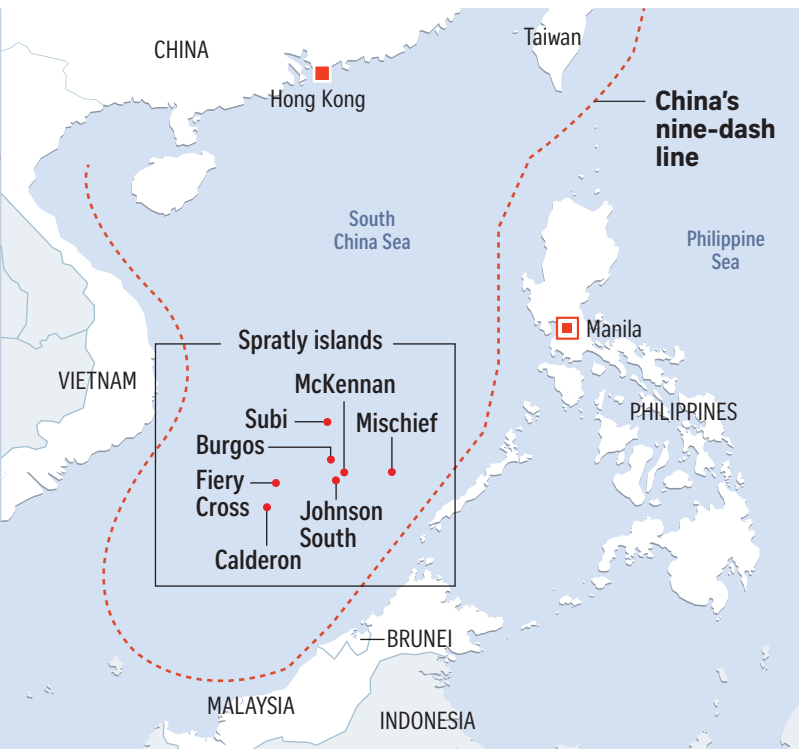 CHINA
Taiwan
Hong Kong
China's
nine-dash
line
South
China Sea
Philippine
Sea
Manila
Spratly islands
McKennan
VIETNAM
Subi
Mischief
PHILIPPINES
Burgos
Fiery
Cross
Johnson
South
Calderon
BRUNEI
MALAYSIA
INDONESIA